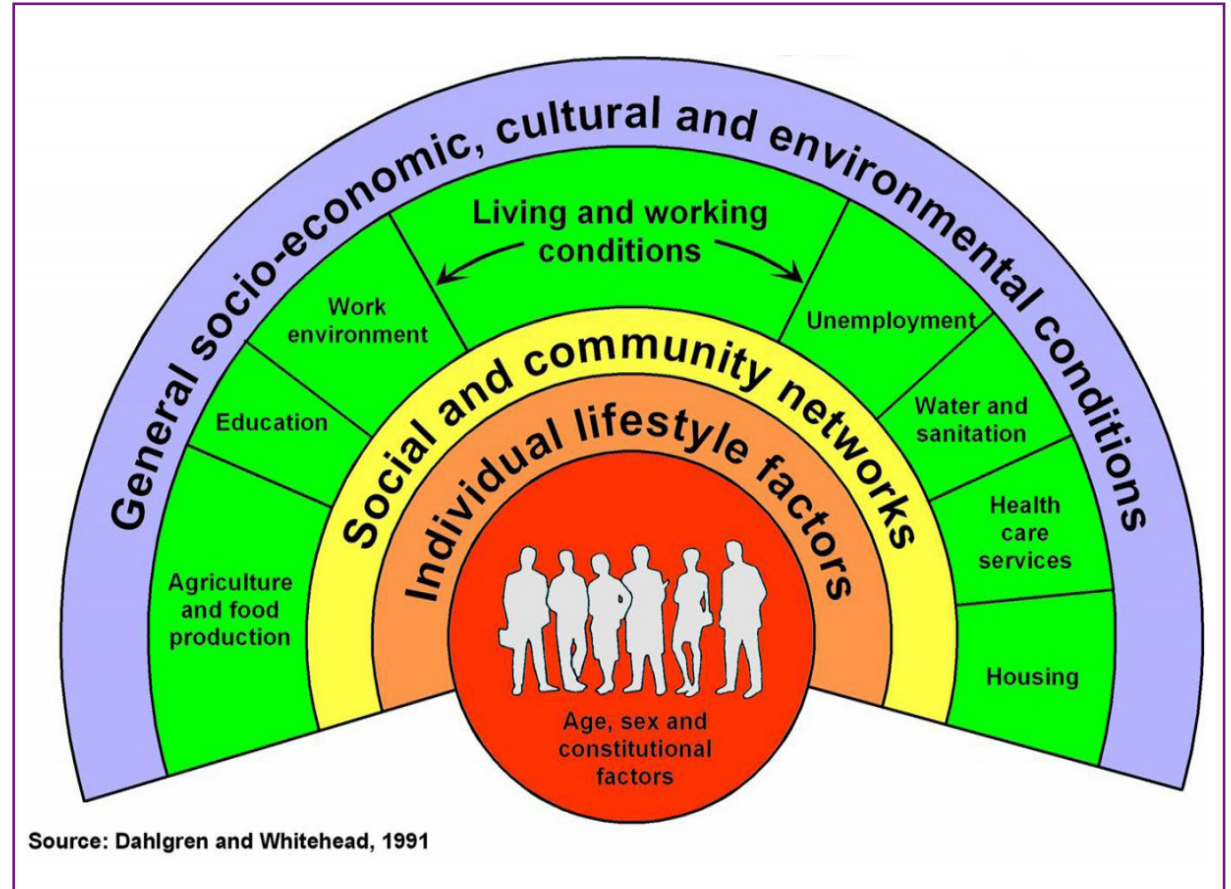 General socio-economic, cultural and environmental conditions
Living and working
conditions
Work
environment
Unemployment
Education
Water and
sanitation
Agriculture
and food
production
Health
care
services
Housing
Social and community networks
Individual lifestyle factors
Age, sex and
constitutional
factors
Source: Dahlgren and Whitehead, 1991